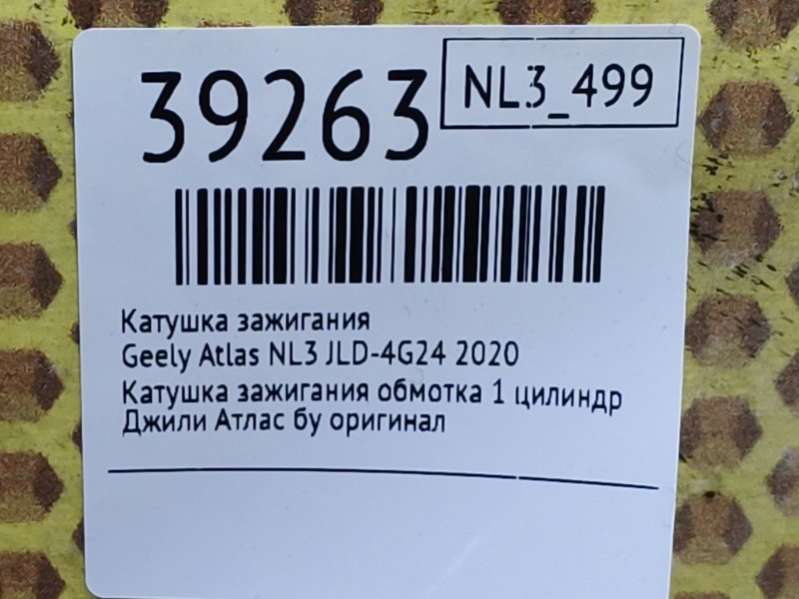 39263
NL3_499
Катушка зажигания
Geely Atlas NL3 JLD-4G24 2020
Катушка зажигания обмотка 1 цилиндр
Джили Атлас бу оригинал